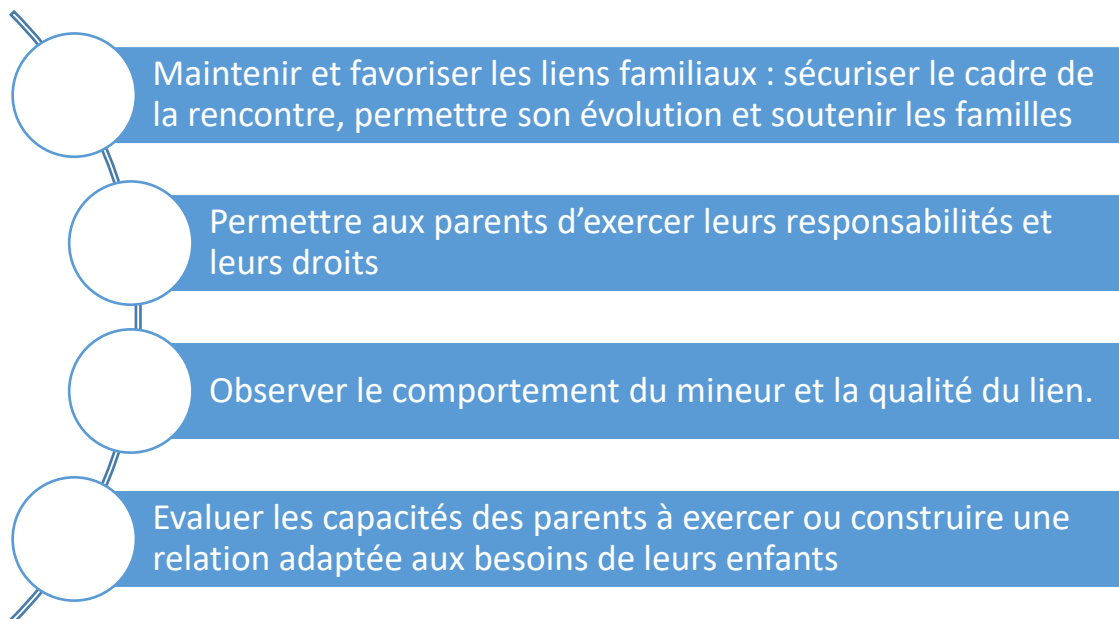 Maintenir et favoriser les liens familiaux : sécuriser le cadre de
la rencontre, permettre son évolution et soutenir les familles
Permettre aux parents d’exercer leurs responsabilités et
leurs droits
Observer le comportement du mineur et la qualité du lien.
Evaluer les capacités des parents à exercer ou construire une
relation adaptée aux besoins de leurs enfants